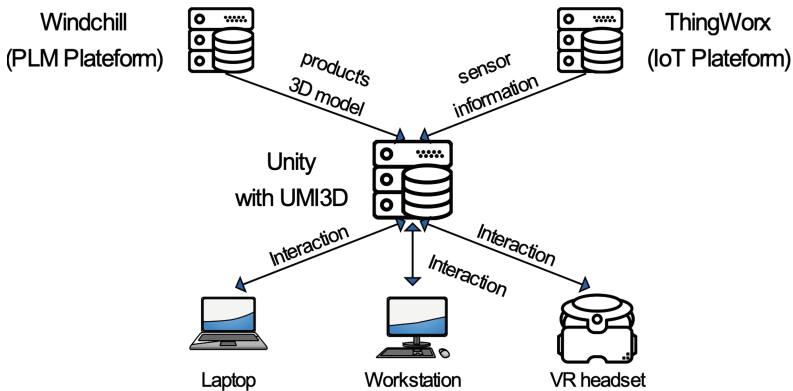 Windchill
(PLM Plateform)
ThingWorx
(IoT Plateform)
product's
3D model
sensor
information
Unity
with UMI3D
Interaction
Interaction
Interaction
Laptop
Workstation
VR headset